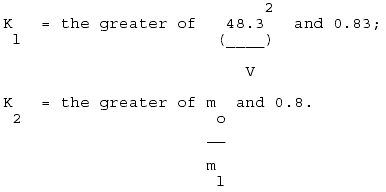 2
K = the greater of 48.3 and 0.83;
1 (____)
V
K = the greater of m and 0.8.
2 o
__
m
1